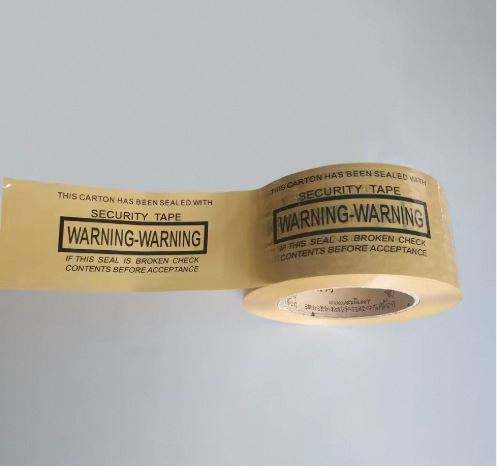 THIS CARTON HAS BEEN SEALED WITH
SECURITY TAPE
WARNING-WARNING
IF THIS SEAL IS BROKEN CHECK
CONTENTS BEFORE ACCEPTANCE
THIS CARTON HAS BEEN SEALED WITH
SECURITY TAPE
WARNING-WARNING
IF THIS SEAL IS BROKEN CHECK
CONTENTS BEFORE ACCEPTANCE